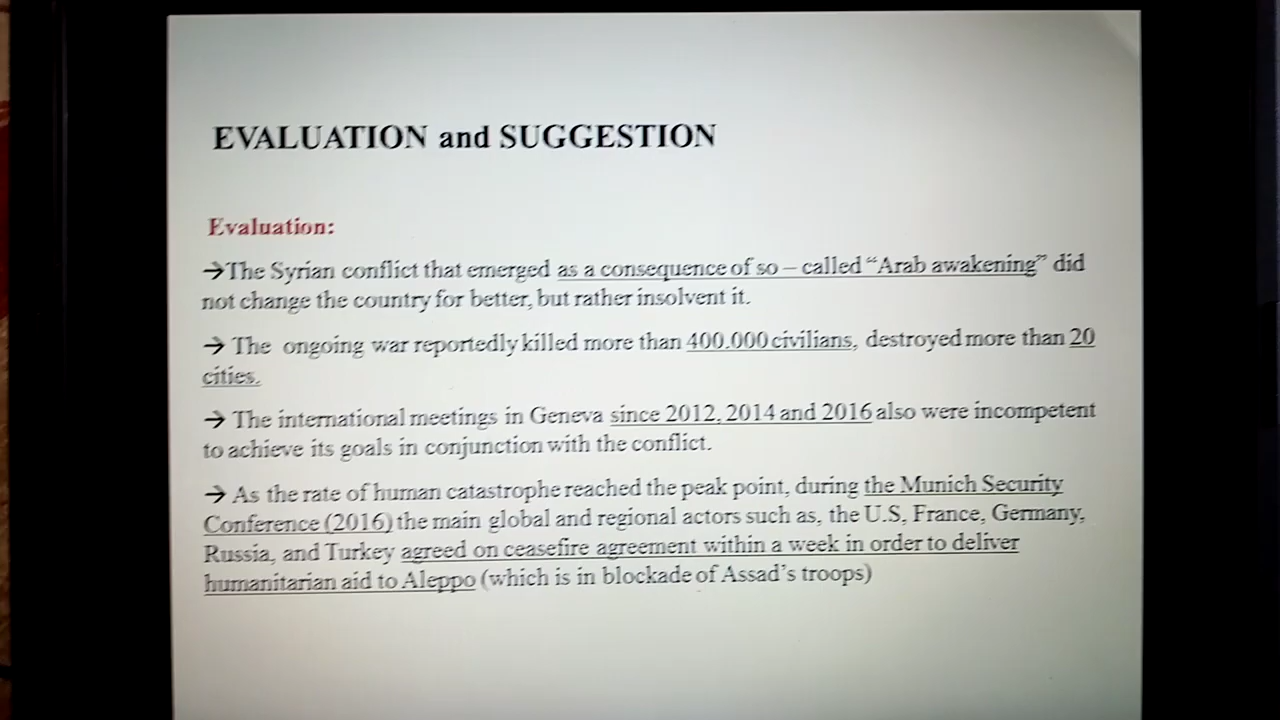 EVALUATION and SUGGESTION
Evaluation:
→The Syrian conflict that emerged as a consequence of so – called “Arab awakening” did
not change the country for better, but rather insolvent it.
→ The ongoing war reportedly killed more than 400.000 civilians, destroyed more than 20
cities.
→ The international meetings in Geneva since 2012, 2014 and 2016 also were incompetent
to achieve its goals in conjunction with the conflict.
→ As the rate of human catastrophe reached the peak point, during the Munich Security
Conference (2016) the main global and regional actors such as, the U.S, France, Germany,
Russia, and Turkey agreed on ceasefire agreement within a week in order to deliver
humanitarian aid to Aleppo (which is in blockade of Assad’s troops)